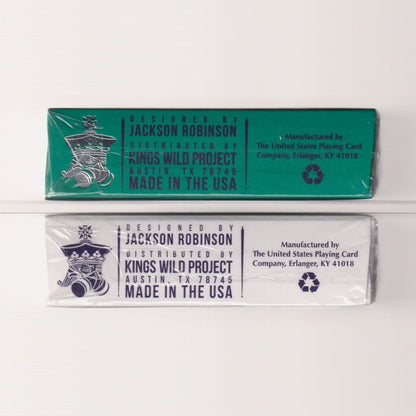 DESIGNED BY
JACKSON ROBINSON
DISTRIBUTED BY
KINGS WILD PROJECT
AUSTIN, TX 78745
MADE IN THE USA
Manufactured by
The United States Playing Card
Company, Erlanger, KY 41018
DESIGNED BY
JACKSON ROBINSON
DISTRIBUTED BY
KINGS WILD PROJECT
AUSTIN, TX 78745
MADE IN THE USA
Manufactured by
The United States Playing Card
Company, Erlanger, KY 41018